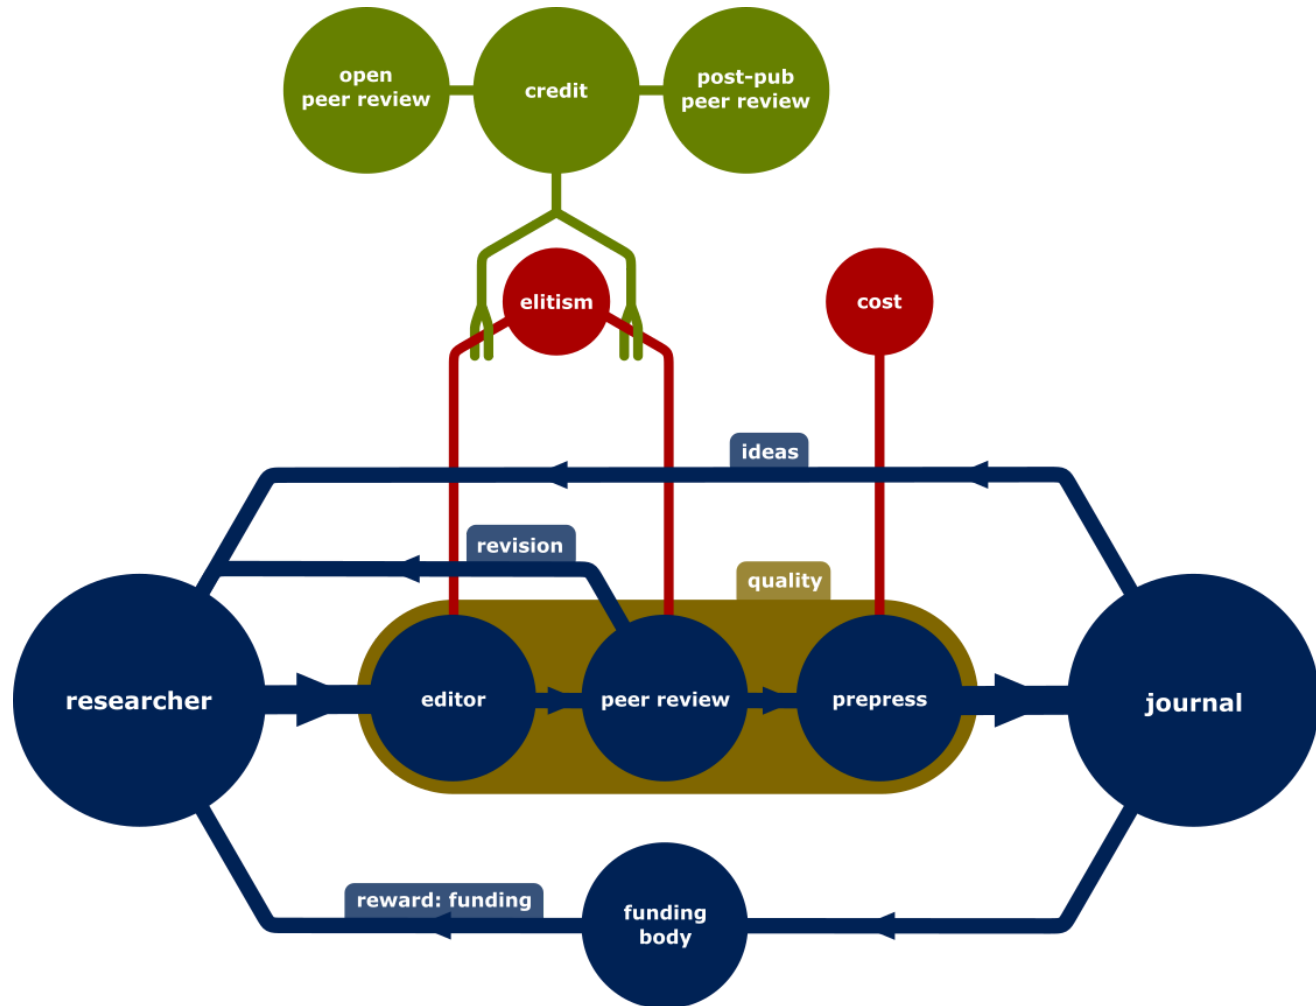 open
peer review
credit
post-pub
peer review
elitism
cost
ideas
revision
quality
researcher
editor
peer review
prepress
journal
reward: funding
funding
body